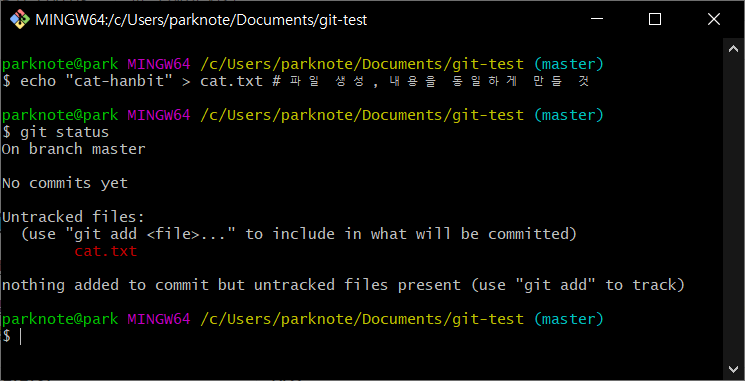 MINGW64:/c/Users/parknote/Documents/git-test
parknote@park MINGW64 /c/Users/parknote/Documents/git-test (master)
$ echo "cat-hanbit" > cat.txt # 파일 생성, 내용을 동일하게 만들 것
parknote@park MINGW64 /c/Users/parknote/Documents/git-test (master)
$ git status
On branch master
No commits yet
Untracked files:
  (use "git add <file>..." to include in what will be committed)
        cat.txt
nothing added to commit but untracked files present (use "git add" to track)
parknote@park MINGW64 /c/Users/parknote/Documents/git-test (master)
$